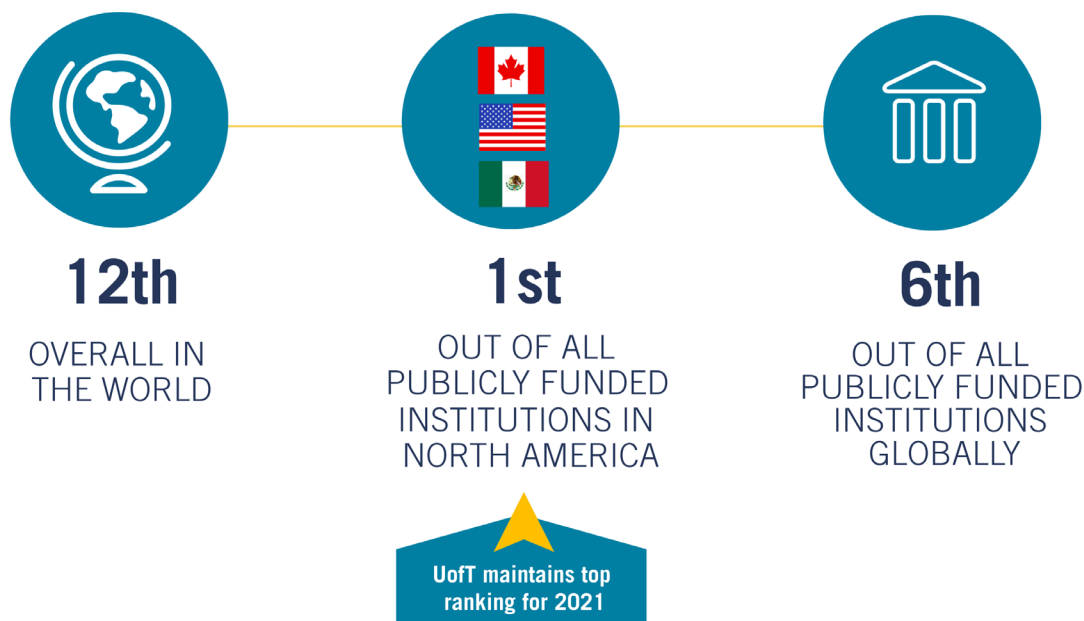 12th
OVERALL IN
THE WORLD
1st
OUT OF ALL
PUBLICLY FUNDED
INSTITUTIONS IN
NORTH AMERICA
UofT maintains top
ranking for 2021
6th
OUT OF ALL
PUBLICLY FUNDED
INSTITUTIONS
GLOBALLY